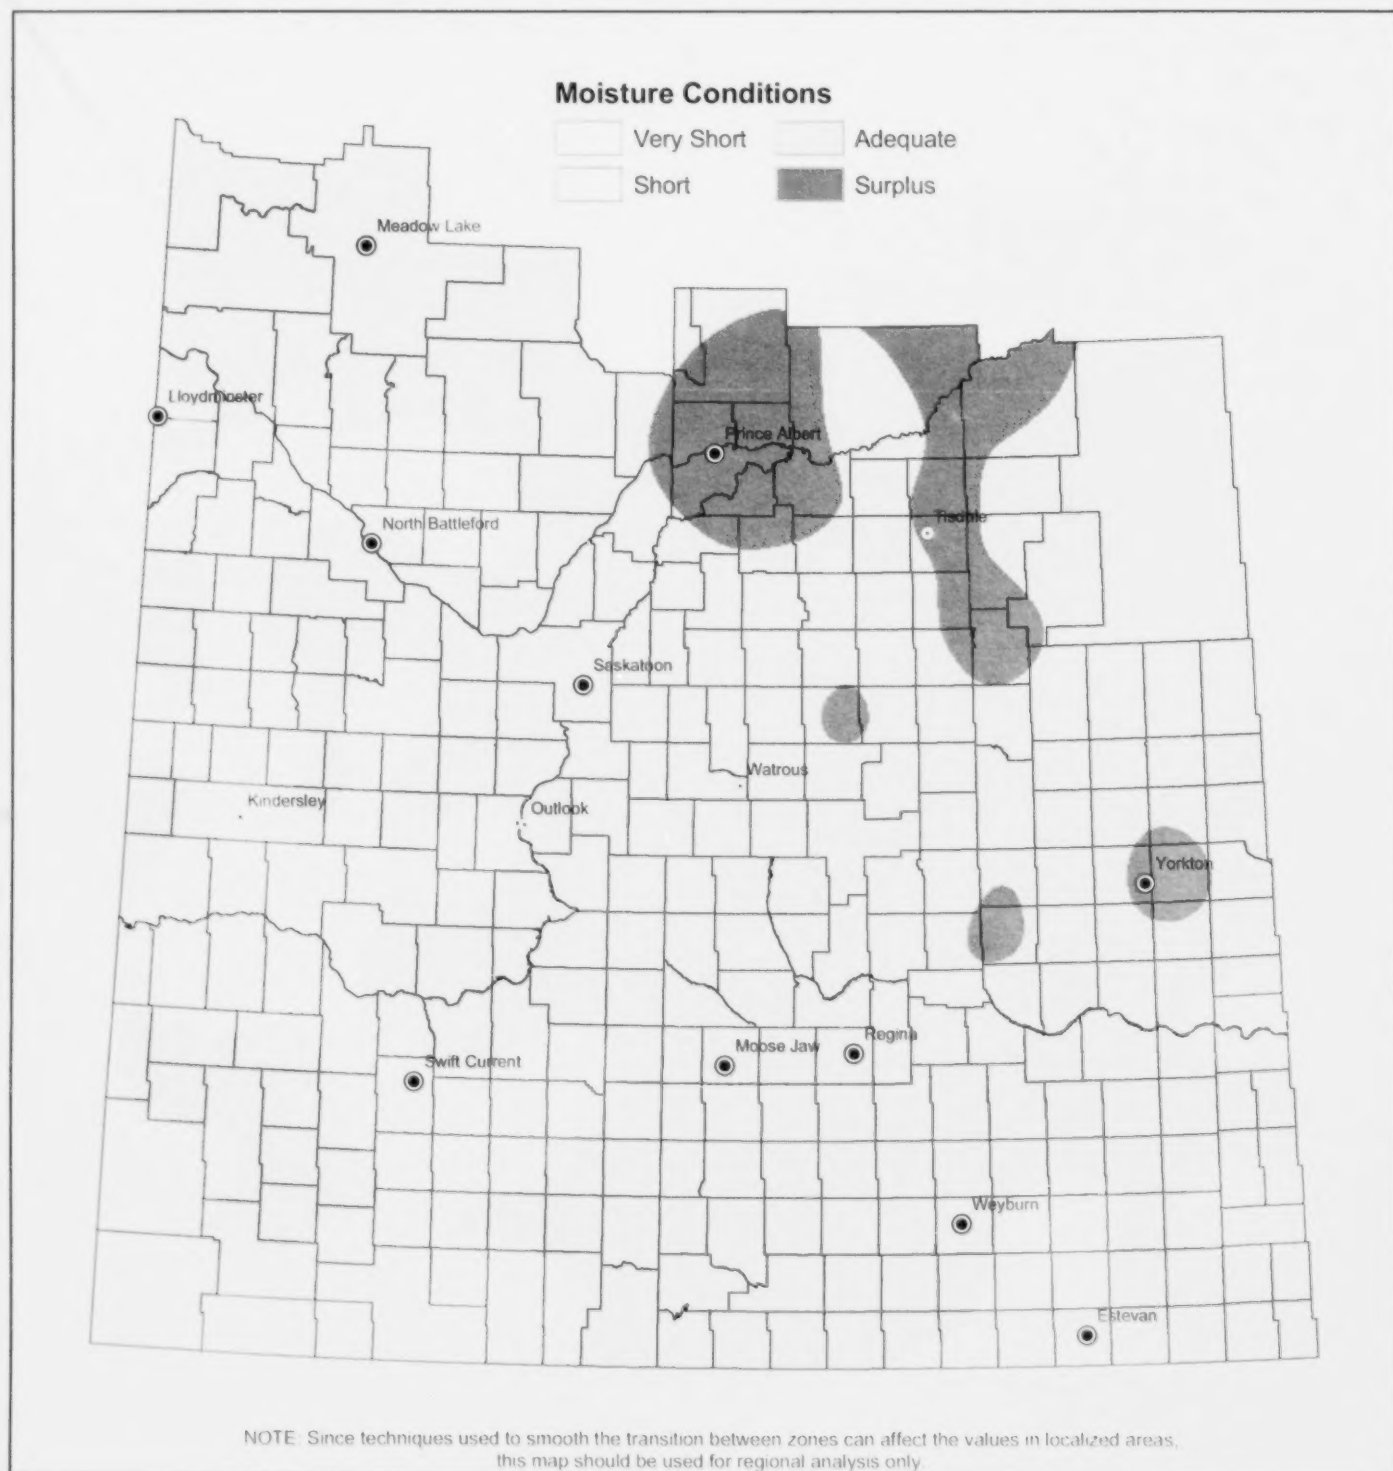 Moisture Conditions
Very Short
Adequate
Short
Surplus
Meadow Lake
Lloydminster
Prince Albert
North Battleford
Tisdale
Saskatoon
Watrous
Kindersley
Outlook
Yorkton
Regina
Moose Jaw
Swift Current
Weyburn
Estevan
NOTE: Since techniques used to smooth the transition between zones can affect the values in localized areas,
this map should be used for regional analysis only.